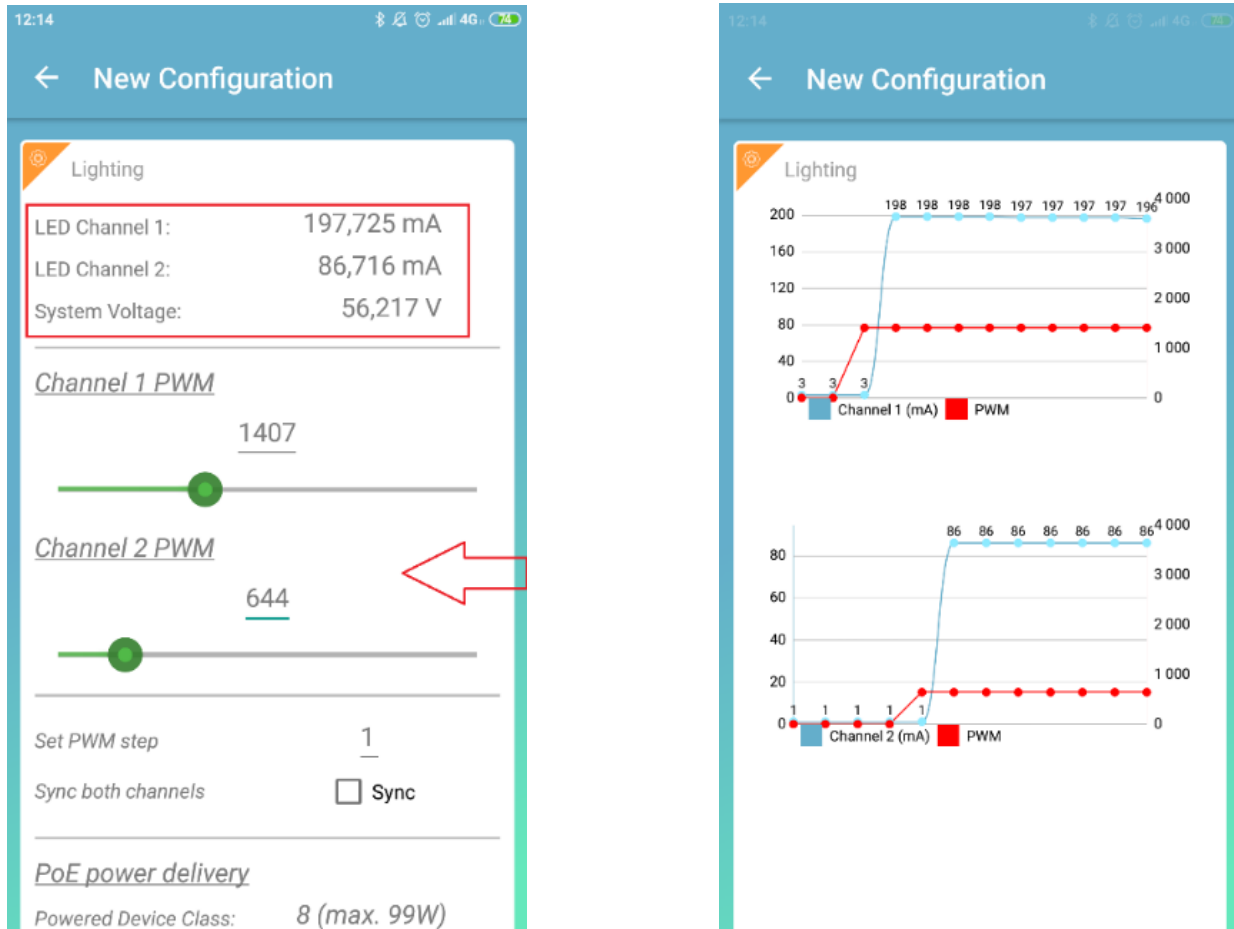 12:14
4G 74
New Configuration
Lighting
LED Channel 1: 197,725 mA
LED Channel 2: 86,716 mA
System Voltage: 56,217 V
Channel 1 PWM
1407
Channel 2 PWM
644
Set PWM step 1
Sync both channels Sync
PoE power delivery
Powered Device Class: 8 (max. 99W)
12:14
4G 74
New Configuration
Lighting
198 198 198 198 197 197 197 197 196
200 4 000
160 3 000
120 2 000
80 1 000
40
3 3 3
0 0
Channel 1 (mA) PWM
86 86 86 86 86 86 86
4 000
80
3 000
60
2 000
40
1 000
20
1 1 1 1 1
0 0
Channel 2 (mA) PWM